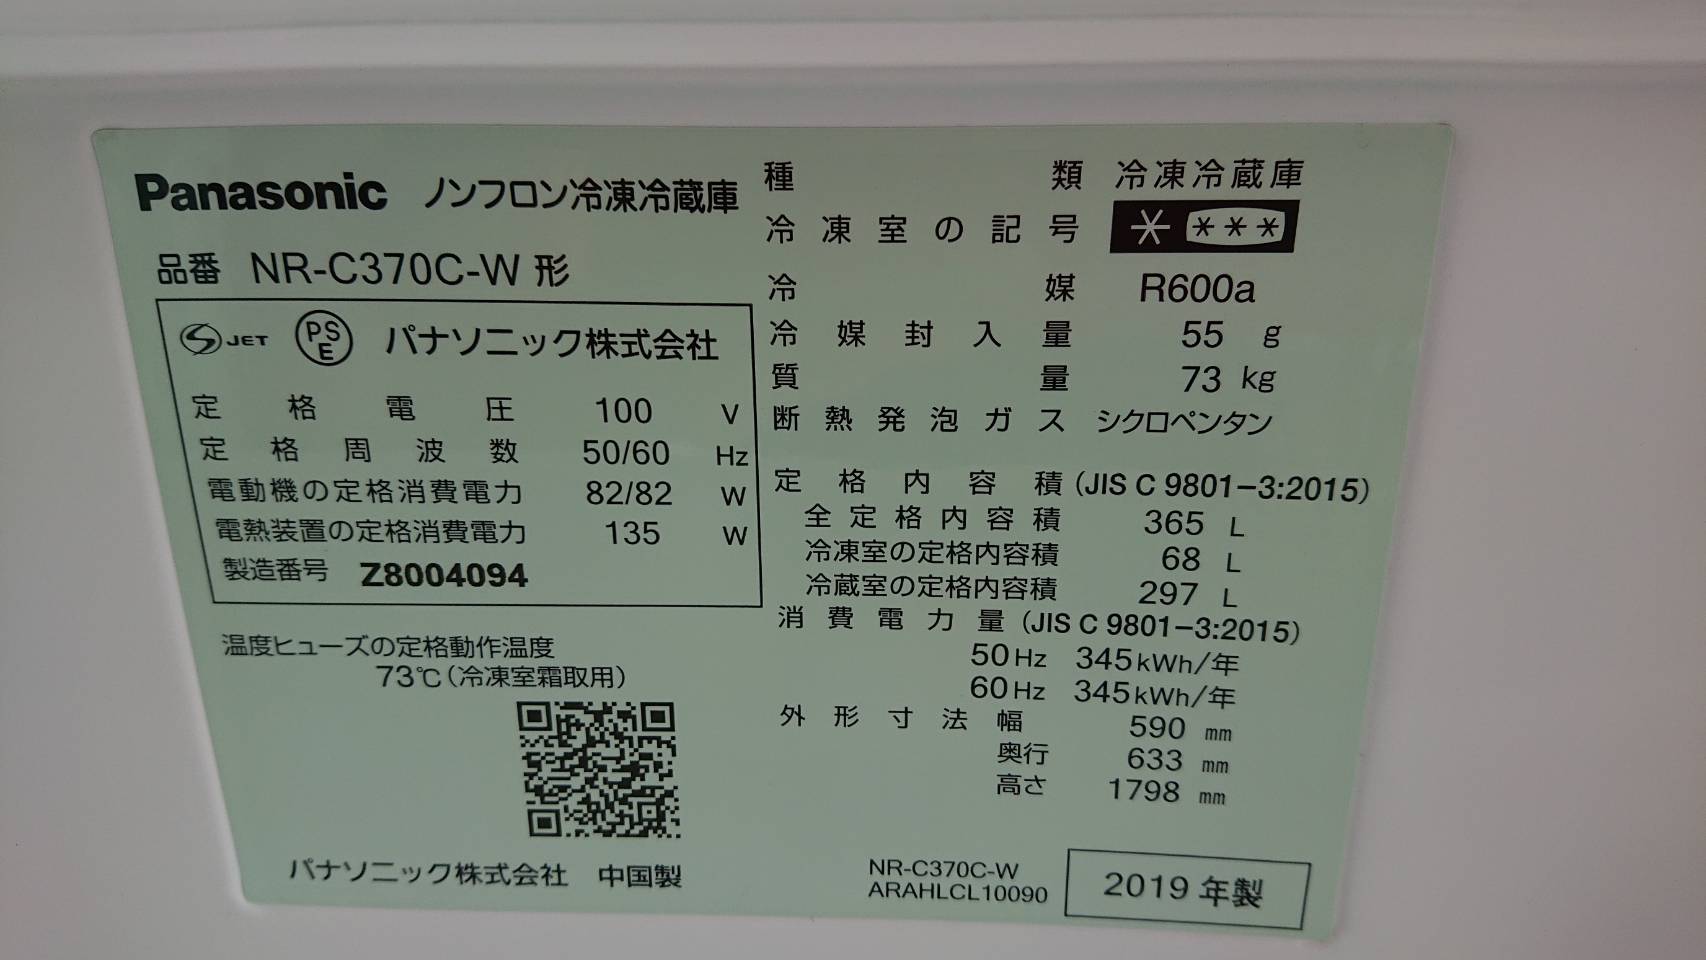 Panasonic ノンフロン冷凍冷蔵庫
品番 NR-C370C-W 形
JET PSE パナソニック株式会社
定格電圧 100 V
定格周波数 50/60 Hz
電動機の定格消費電力 82/82 W
電熱装置の定格消費電力 135 W
製造番号 Z8004094
温度ヒューズの定格動作温度
73℃(冷凍室霜取用)
パナソニック株式会社 中国製
種類 冷凍冷蔵庫
冷凍室の記号 * ***
冷媒 R600a
冷媒封入量 55 g
質量 73 kg
断熱発泡ガス シクロペンタン
定格内容積 (JIS C 9801-3:2015)
全定格内容積 365 L
冷凍室の定格内容積 68 L
冷蔵室の定格内容積 297 L
消費電力量 (JIS C 9801-3:2015)
50Hz 345kWh/年
60Hz 345kWh/年
外形寸法 幅 590 mm
奥行 633 mm
高さ 1798 mm
NR-C370C-W
ARAHLCL10090
2019 年製